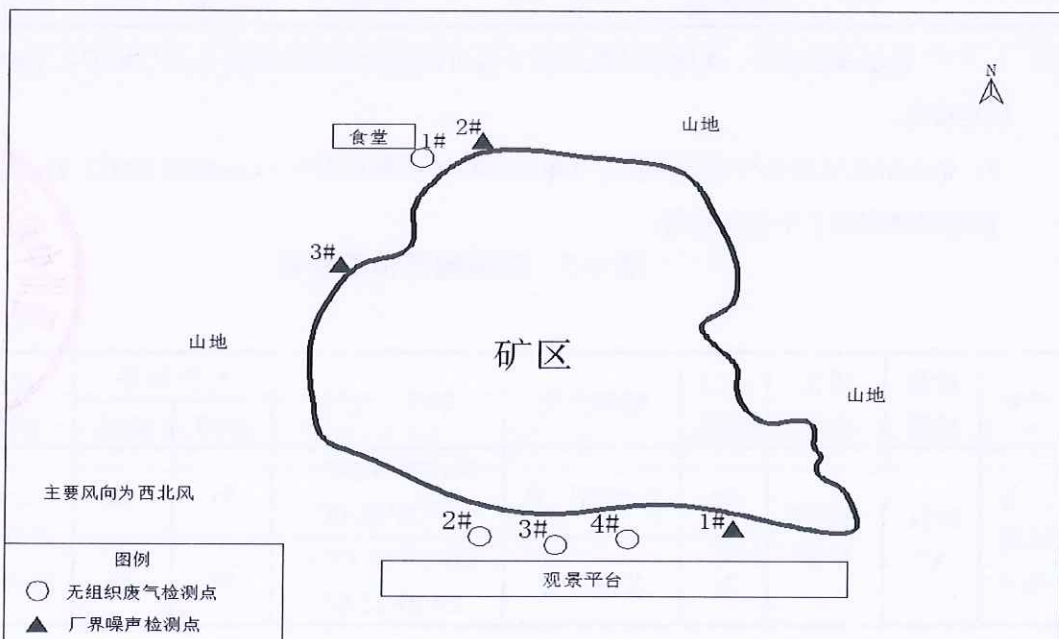 N
山地
食堂
1#
2#
3#
山地
矿区
山地
主要风向为西北风
2#
3#
4#
1#
观景平台
图例
无组织废气检测点
厂界噪声检测点